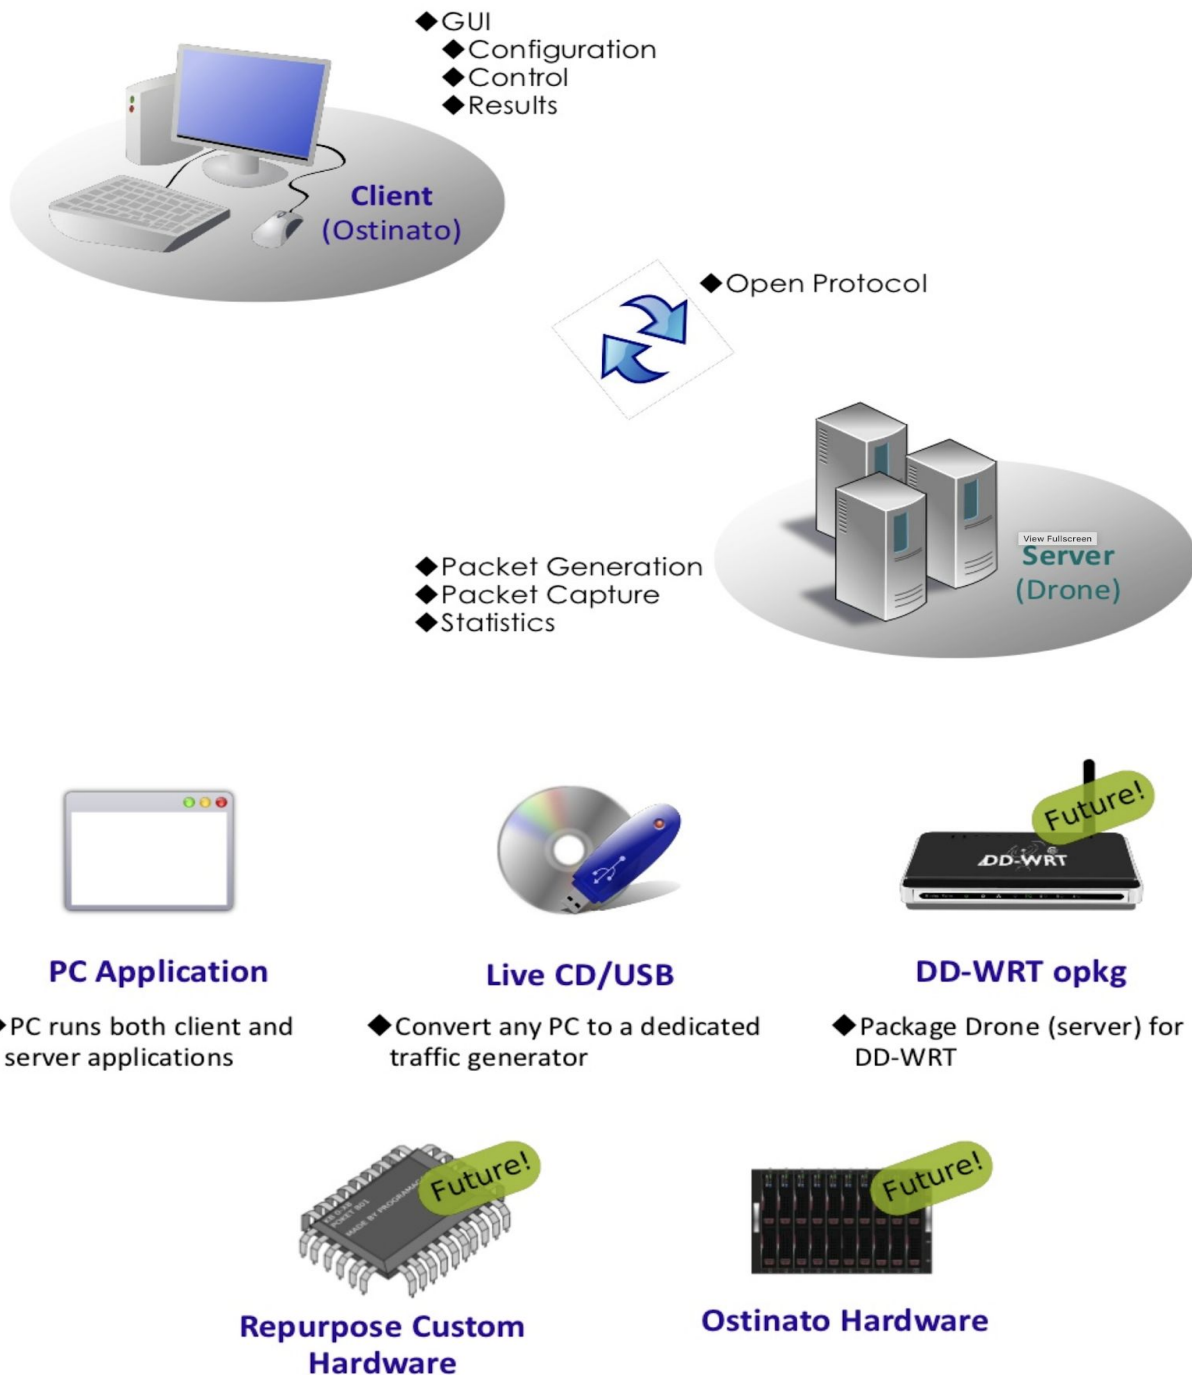 ◆GUI
◆Configuration
◆Control
◆Results
Client
(Ostinato)
◆Open Protocol
View Fullscreen
Server
(Drone)
◆Packet Generation
◆Packet Capture
◆Statistics
Future!
DD-WRT
PC Application
Live CD/USB
DD-WRT opkg
◆PC runs both client and
server applications
◆Convert any PC to a dedicated
traffic generator
◆Package Drone (server) for
DD-WRT
Future!
MADE BY
Future!
Repurpose Custom
Hardware
Ostinato Hardware